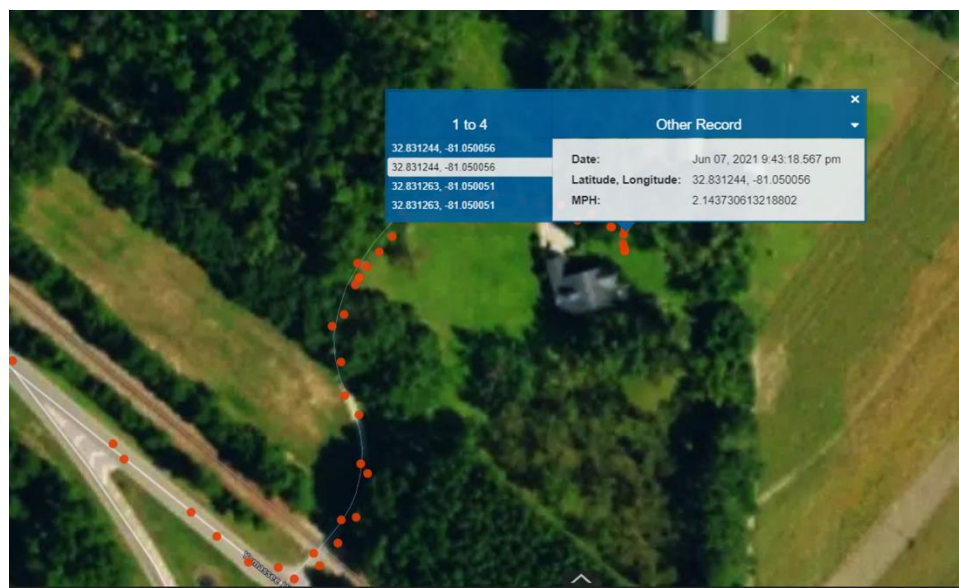 1 to 4
32.831244, -81.050056
32.831244, -81.050056
32.831263, -81.050051
32.831263, -81.050051
Other Record
Date: Jun 07, 2021 9:43:18.567 pm
Latitude, Longitude: 32.831244, -81.050056
MPH: 2.143730613218802
Yemassee